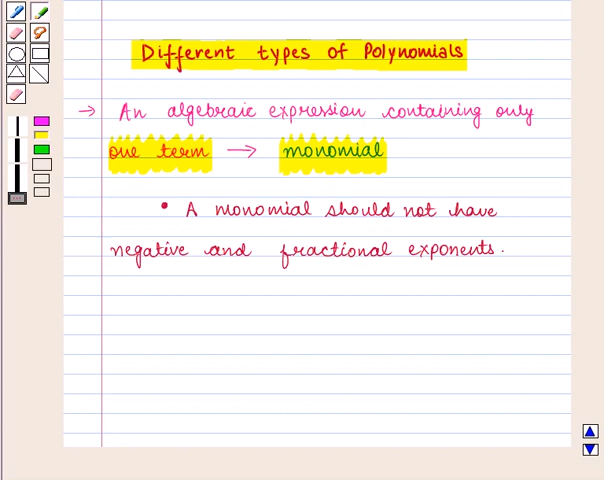 Different types of Polynomials
→ An algebraic expression containing only
one term → monomial
• A monomial should not have
negative and fractional exponents.